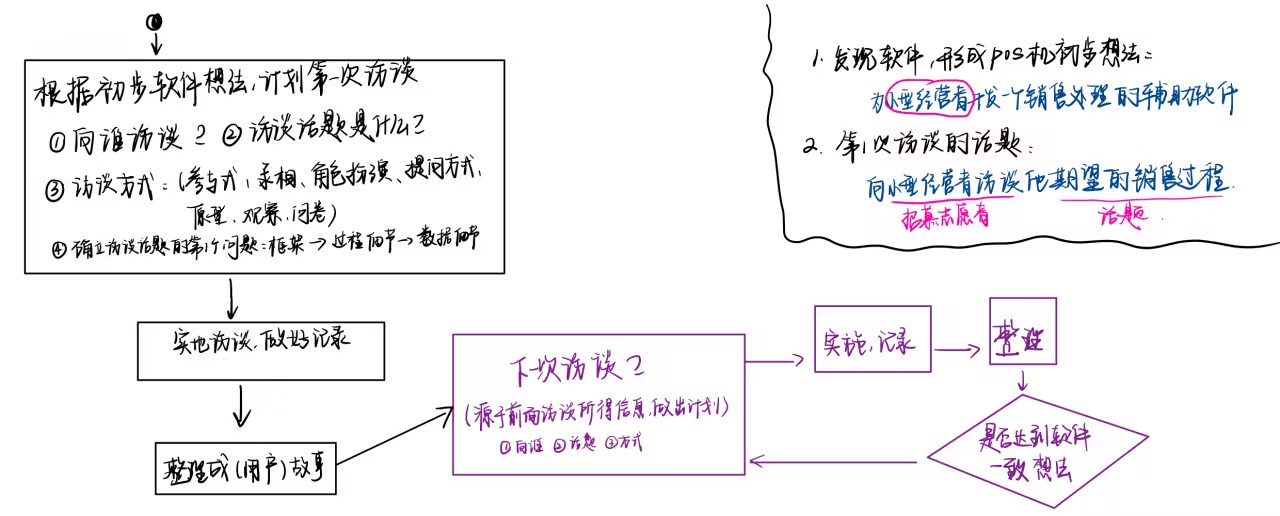 根据初步软件想法,计划第一次访谈
①向谁访谈? ②访谈话题是什么?
③访谈方式:(参与式、亲相、角色扮演、提问方式、
原型、观察、问卷)
④确立访谈话题的第1个问题:框架→过程细节→数据细节
实地访谈,做好记录
整理成(用户)故事
1. 发现软件,形成pos机初步想法:
为小型经营者开发一个销售处理的辅助软件
2. 第1次访谈的话题:
向小型经营者访谈他期望的销售过程.
招募志愿者 话题.
下次访谈?
(源于前面访谈所得信息,做出计划)
①向谁 ②话题 ③方式
实施,记录
整理
是否达到软件
一致想法